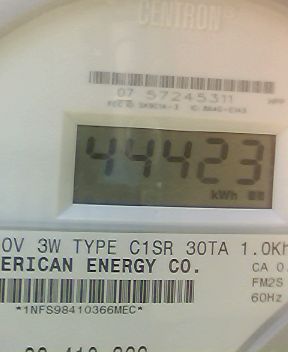 CENTRON
07 57245311
44423
kWh
0V 3W TYPE C1SR 30TA 1.0Kh
ERICAN ENERGY CO.
CA 0.
FM2S
60Hz
*1NFS98410366MEC*